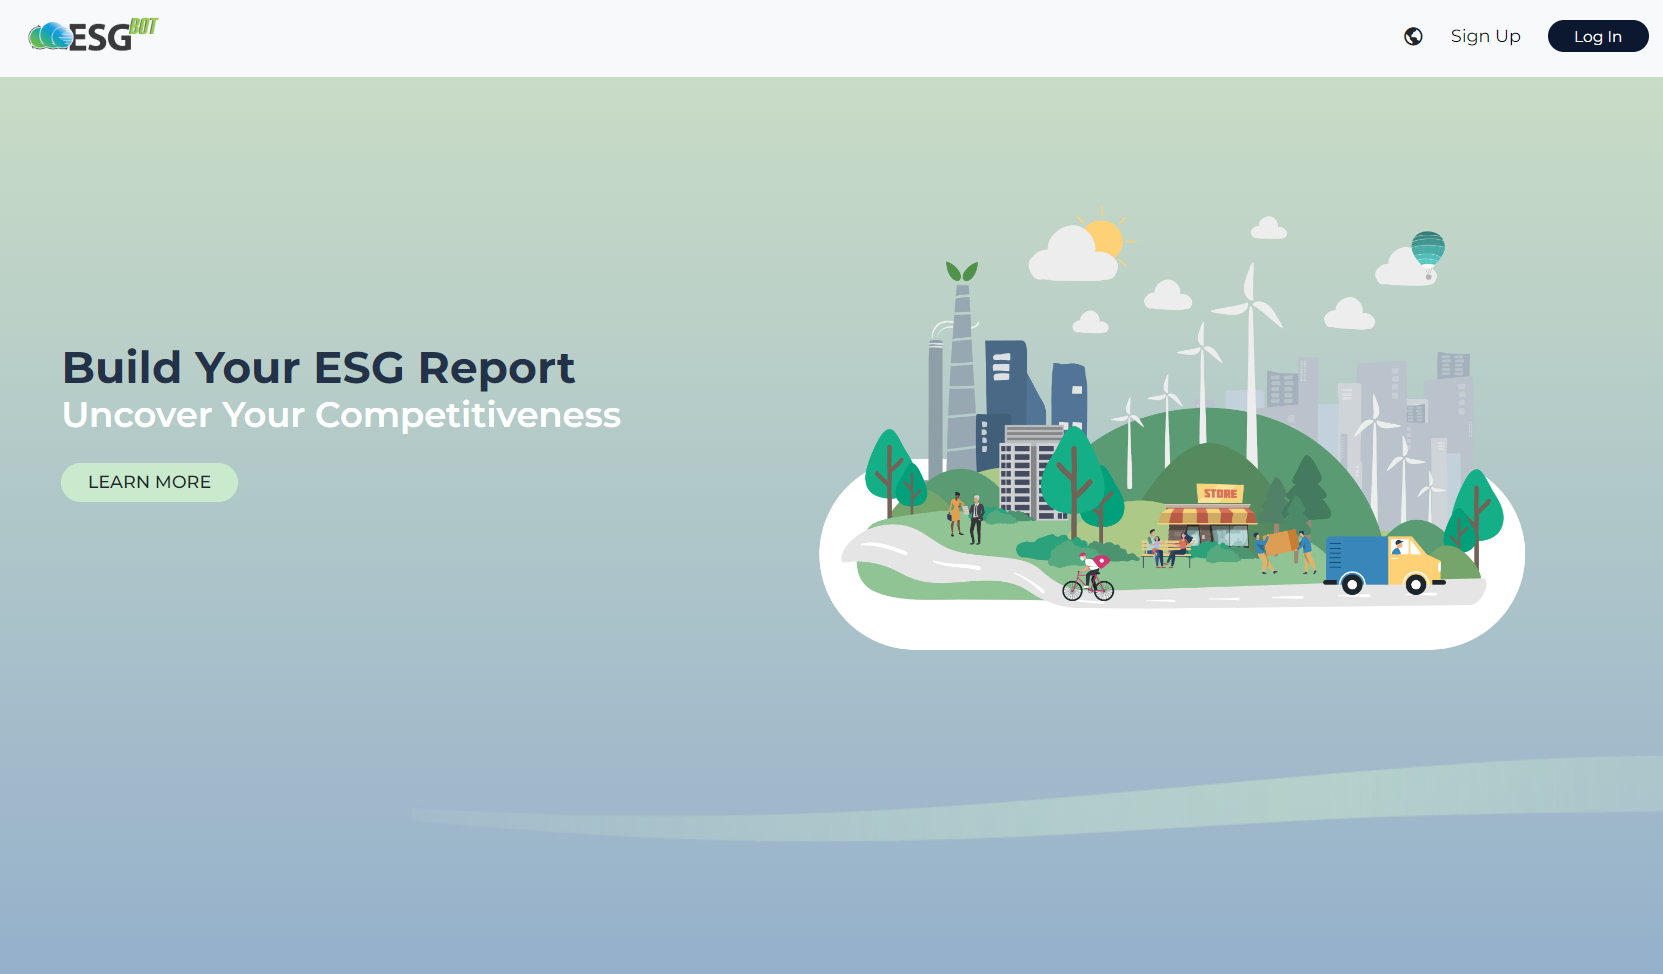 ESG BOT
Sign Up
Log In
Build Your ESG Report
Uncover Your Competitiveness
LEARN MORE
STORE